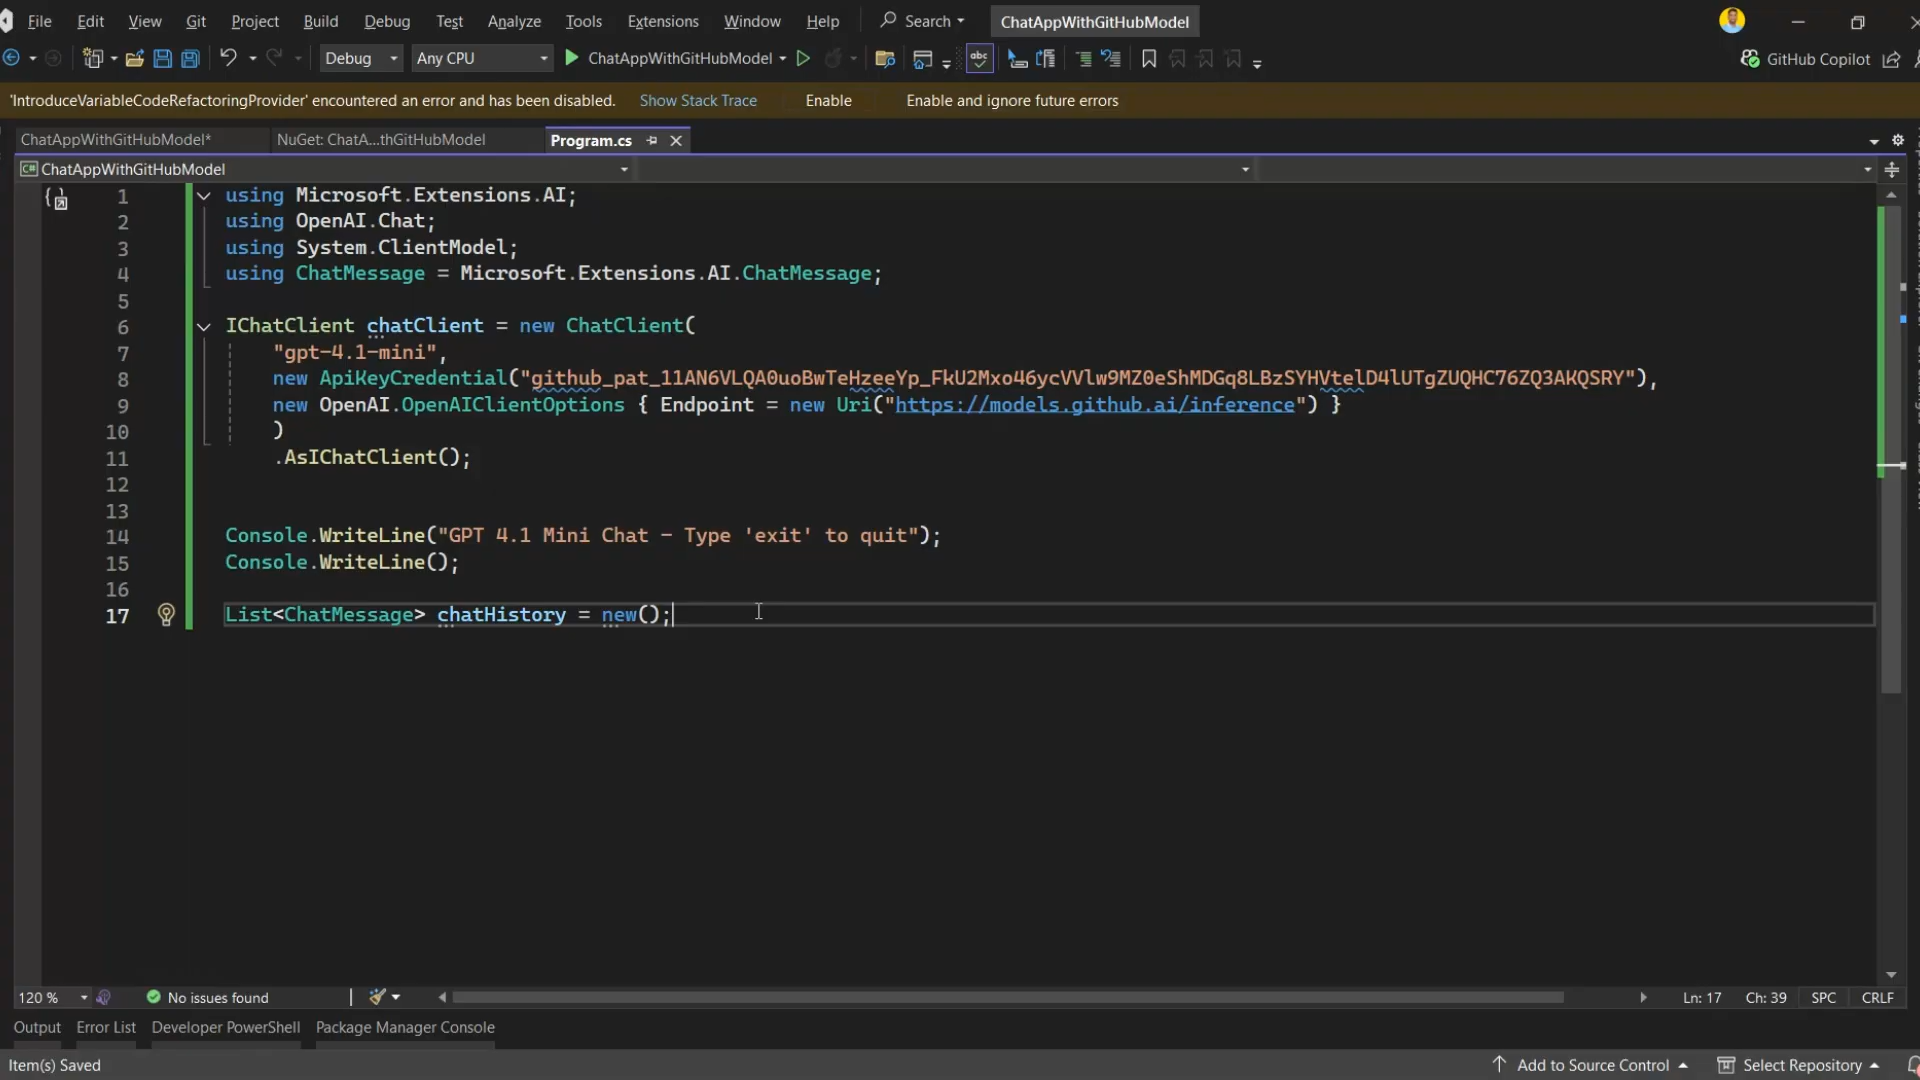 File Edit View Git Project Build Debug Test Analyze Tools Extensions Window Help Search ChatAppWithGitHubModel
Debug Any CPU ChatAppWithGitHubModel abc GitHub Copilot
'IntroduceVariableCodeRefactoringProvider' encountered an error and has been disabled. Show Stack Trace Enable Enable and ignore future errors
ChatAppWithGitHubModel* NuGet: ChatA...thGitHubModel Program.cs
C# ChatAppWithGitHubModel
1 using Microsoft.Extensions.AI;
2 using OpenAI.Chat;
3 using System.ClientModel;
4 using ChatMessage = Microsoft.Extensions.AI.ChatMessage;
5
6 IChatClient chatClient = new ChatClient(
7 "gpt-4.1-mini",
8 new ApiKeyCredential(""),
9 new OpenAI.OpenAIClientOptions { Endpoint = new Uri("https://models.github.ai/inference") }
10 )
11 .AsIChatClient();
12
13
14 Console.WriteLine("GPT 4.1 Mini Chat - Type 'exit' to quit");
15 Console.WriteLine();
16
17 List<ChatMessage> chatHistory = new();
120 % No issues found Ln: 17 Ch: 39 SPC CRLF
Output Error List Developer PowerShell Package Manager Console
Item(s) Saved Add to Source Control Select Repository